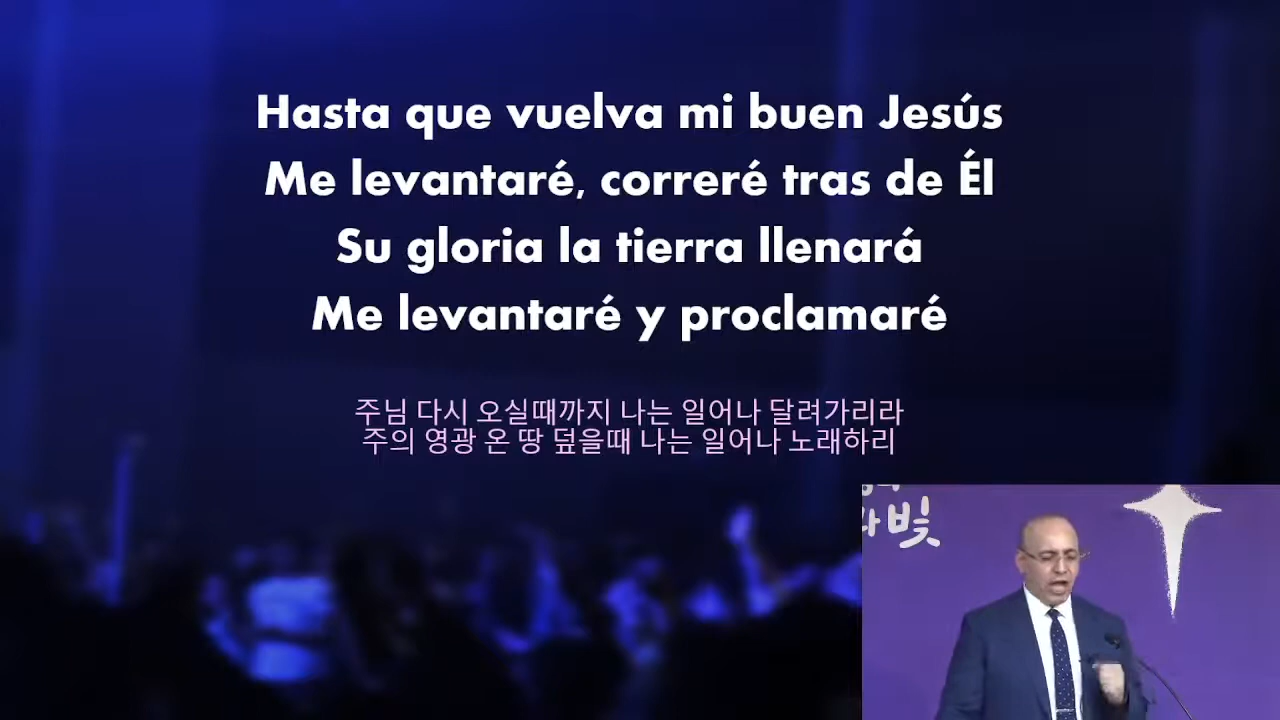 Hasta que vuelva mi buen Jesús
Me levantaré, correré tras de Él
Su gloria la tierra llenará
Me levantaré y proclamaré
주님 다시 오실때까지 나는 일어나 달려가리라
주의 영광 온 땅 덮을때 나는 일어나 노래하리
빛